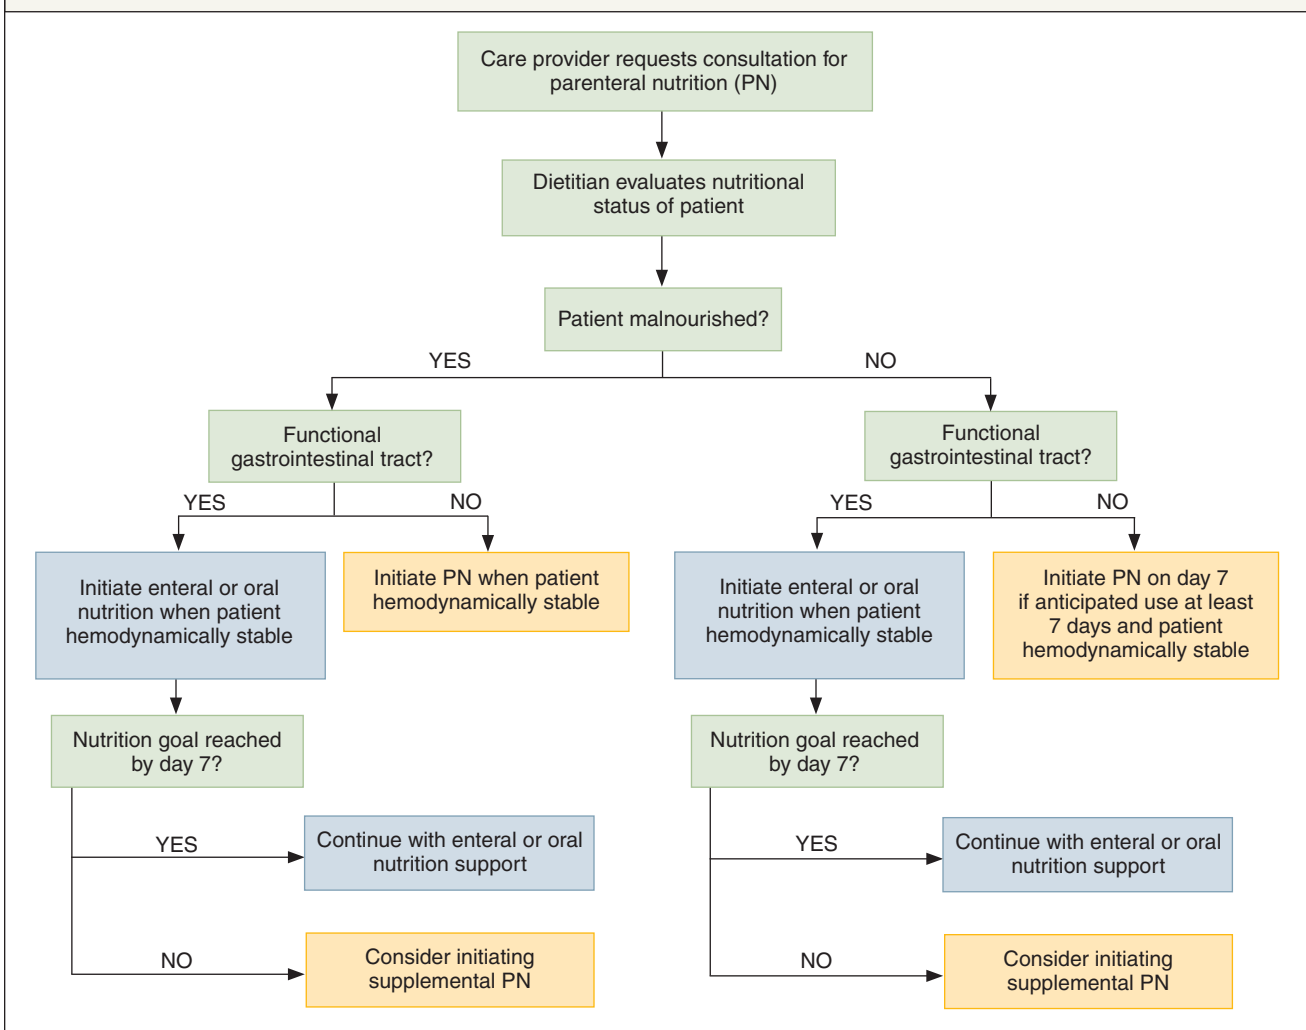 Care provider requests consultation for
parenteral nutrition (PN)
Dietitian evaluates nutritional
status of patient
Patient malnourished?
YES
NO
Functional
gastrointestinal tract?
Functional
gastrointestinal tract?
YES
NO
YES
NO
Initiate enteral or oral
nutrition when patient
hemodynamically stable
Initiate PN when patient
hemodynamically stable
Initiate enteral or oral
nutrition when patient
hemodynamically stable
Initiate PN on day 7
if anticipated use at least
7 days and patient
hemodynamically stable
Nutrition goal reached
by day 7?
Nutrition goal reached
by day 7?
YES
Continue with enteral or oral
nutrition support
YES
Continue with enteral or oral
nutrition support
NO
Consider initiating
supplemental PN
NO
Consider initiating
supplemental PN